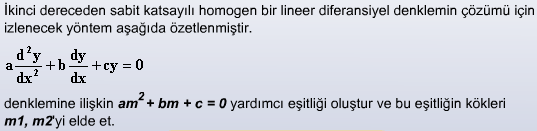 İkinci dereceden sabit katsayılı homogen bir lineer diferansiyel denklemin çözümü için
izlenecek yöntem aşağıda özetlenmiştir.
a d²y/dx² + b dy/dx + cy = 0
denklemine ilişkin am² + bm + c = 0 yardımcı eşitliği oluştur ve bu eşitliğin kökleri
m1, m2'yi elde et.